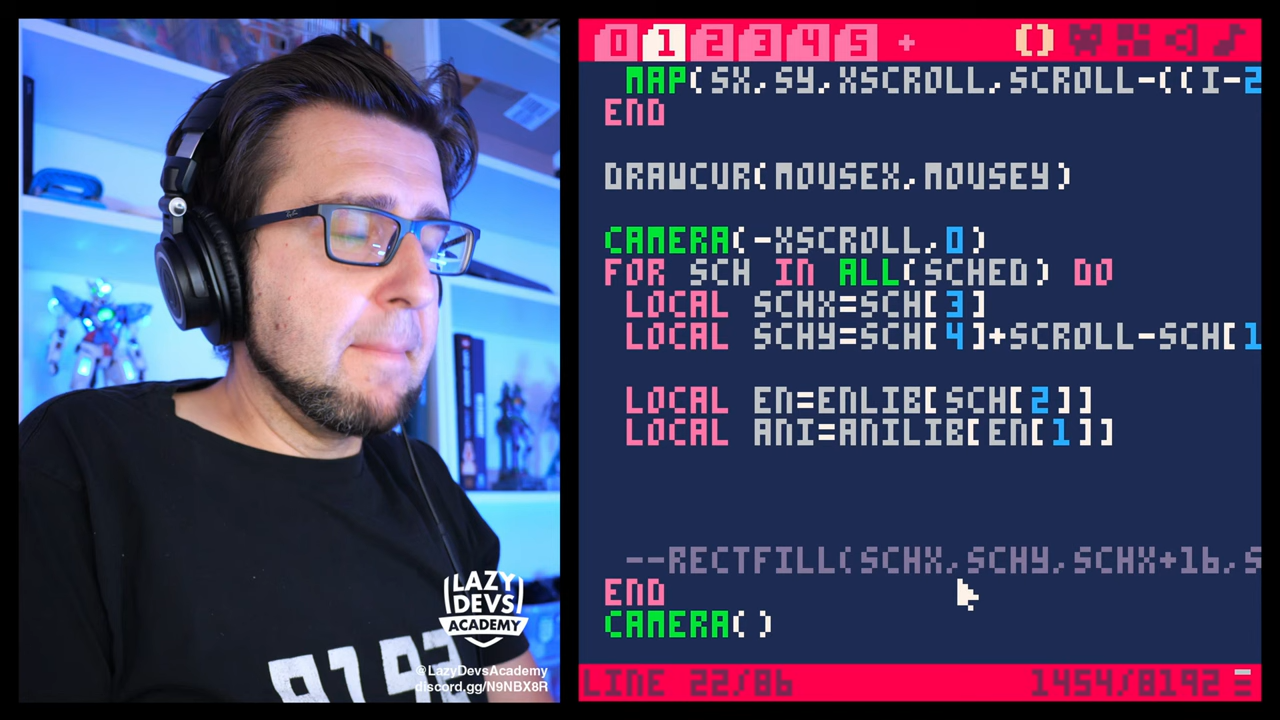 0 1 2 3 4 5 +
MAP(SX,SY,XSCROLL,SCROLL-((I-2
END
DRAWCUR(MOUSEX,MOUSEY)
CAMERA(-XSCROLL,0)
FOR SCH IN ALL(SCHED) DO
LOCAL SCHX=SCH[3]
LOCAL SCHY=SCH[4]+SCROLL-SCH[1
LOCAL EN=ENLIB[SCH[2]]
LOCAL ANI=ANILIB[EN[1]]
--RECTFILL(SCHX,SCHY,SCHX+16,S
END
CAMERA()
LINE 22/86
1454/8192
LAZY
DEVS
ACADEMY
@LazyDevsAcademy
discord.gg/N9NBX8R
8192